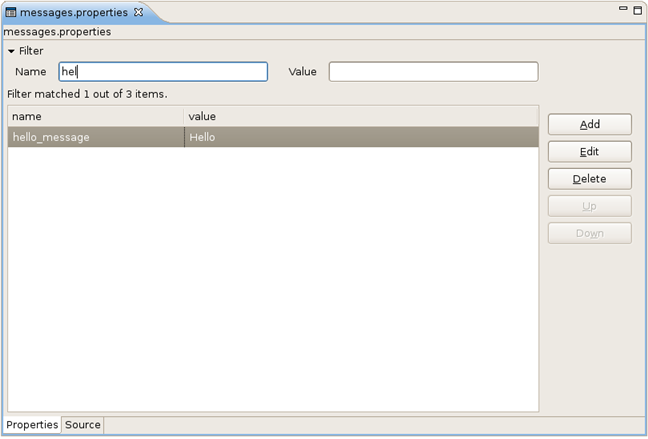 messages.properties
messages.properties
Filter
Name hel Value
Filter matched 1 out of 3 items.
name value
hello_message Hello
Add
Edit
Delete
Up
Down
Properties Source